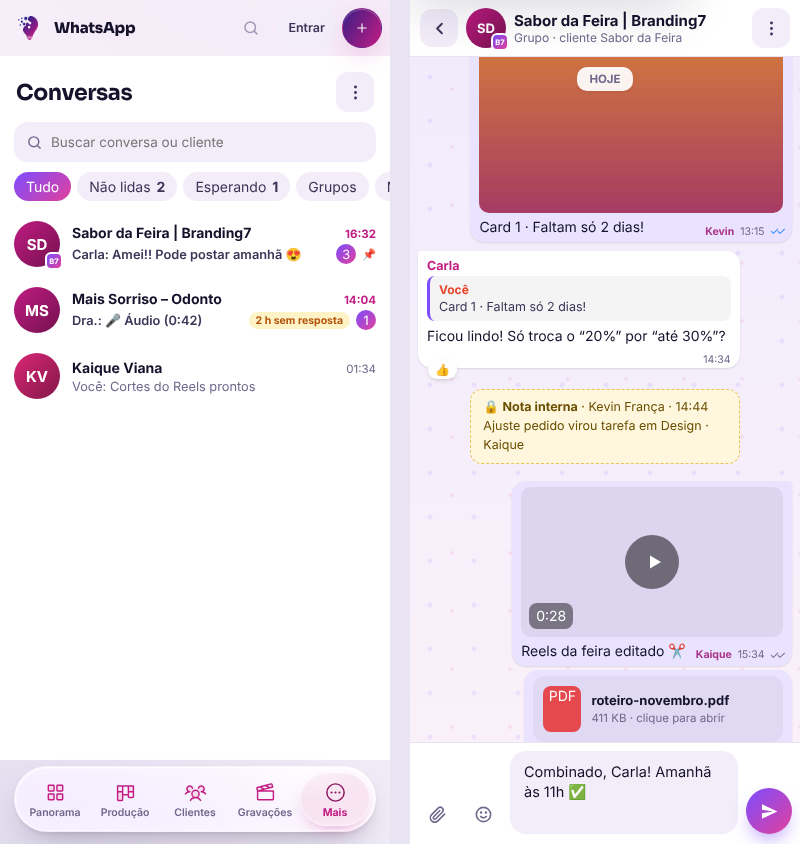 WhatsApp
Entrar
Conversas
Buscar conversa ou cliente
Tudo
Não lidas 2
Esperando 1
Grupos
SD
B7
Sabor da Feira | Branding7
16:32
Carla: Amei!! Pode postar amanhã 😍
3 📌
MS
Mais Sorriso – Odonto
14:04
Dra.: 🎤 Áudio (0:42)
2 h sem resposta
1
KV
Kaique Viana
01:34
Você: Cortes do Reels prontos
Panorama
Produção
Clientes
Gravações
Mais
SD
B7
Sabor da Feira | Branding7
Grupo · cliente Sabor da Feira
HOJE
Card 1 · Faltam só 2 dias!
Kevin 13:15
Carla
Você
Card 1 · Faltam só 2 dias!
Ficou lindo! Só troca o “20%” por “até 30%”?
14:34
👍
🔒 Nota interna · Kevin França · 14:44
Ajuste pedido virou tarefa em Design ·
Kaique
0:28
Reels da feira editado ✂️
Kaique 15:34
PDF
roteiro-novembro.pdf
411 KB · clique para abrir
Combinado, Carla! Amanhã
às 11h ✅